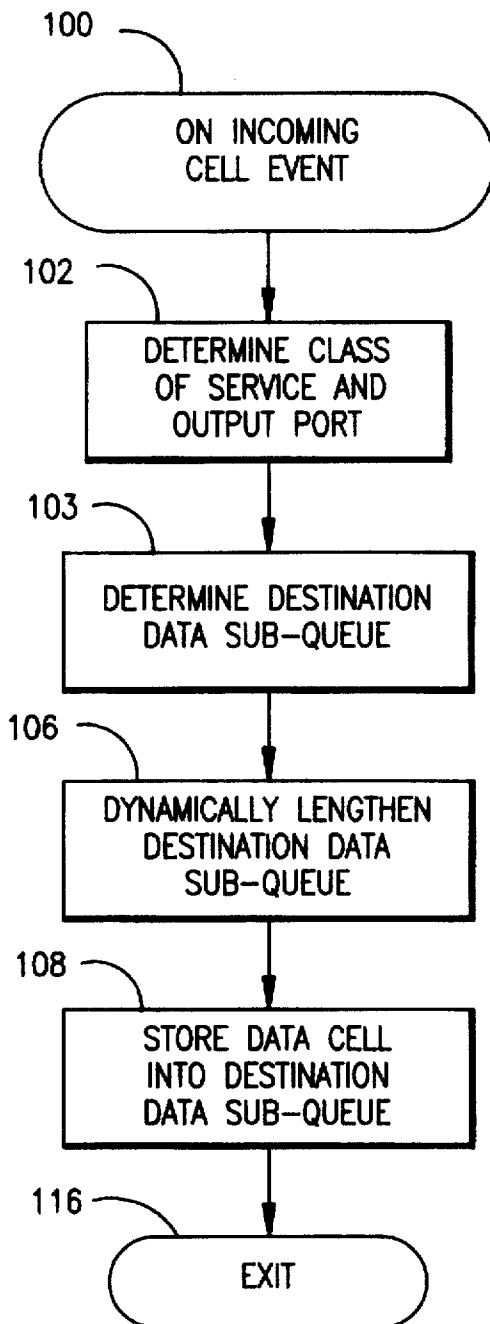 100
ON INCOMING
CELL EVENT
102
DETERMINE CLASS
OF SERVICE AND
OUTPUT PORT
103
DETERMINE DESTINATION
DATA SUB-QUEUE
106
DYNAMICALLY LENGTHEN
DESTINATION DATA
SUB-QUEUE
108
STORE DATA CELL
INTO DESTINATION
DATA SUB-QUEUE
116
EXIT